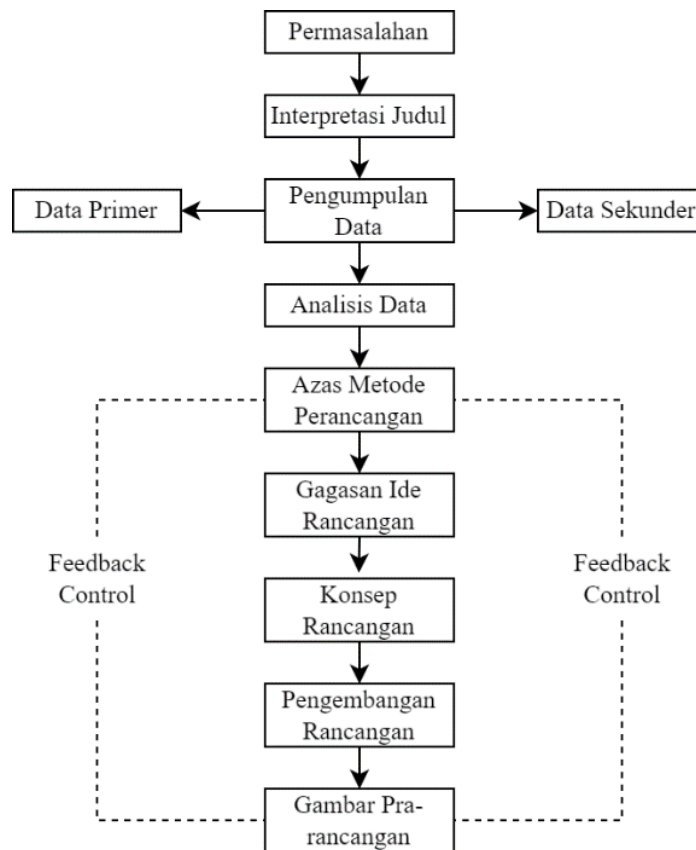 Permasalahan
Interpretasi Judul
Data Primer
Pengumpulan
Data
Data Sekunder
Analisis Data
Azas Metode
Perancangan
Gagasan Ide
Rancangan
Feedback
Control
Feedback
Control
Konsep
Rancangan
Pengembangan
Rancangan
Gambar Pra-
rancangan